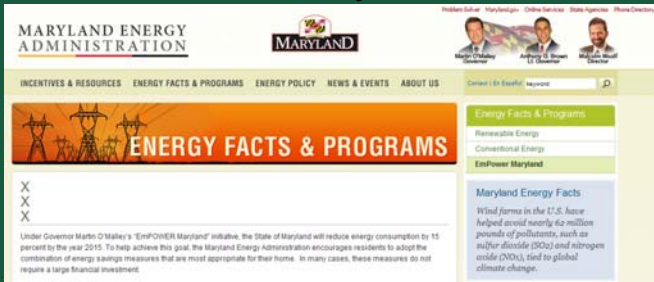 Problem Solver Maryland.gov Online Services State Agencies Phone Directory
MARYLAND ENERGY
ADMINISTRATION
MARYLAND
Martin O'Malley
Governor
Anthony G. Brown
Lt. Governor
Malcolm Woolf
Director
INCENTIVES & RESOURCES ENERGY FACTS & PROGRAMS ENERGY POLICY NEWS & EVENTS ABOUT US
Contact | En Español keyword
ENERGY FACTS & PROGRAMS
Energy Facts & Programs
Renewable Energy
Conventional Energy
EmPower Maryland
X
X
X
Under Governor Martin O'Malley's "EmPOWER Maryland" initiative, the State of Maryland will reduce energy consumption by 15
percent by the year 2015. To help achieve this goal, the Maryland Energy Administration encourages residents to adopt the
combination of energy savings measures that are most appropriate for their home. In many cases, these measures do not
require a large financial investment.
Maryland Energy Facts
Wind farms in the U.S. have
helped avoid nearly 62 million
pounds of pollutants, such as
sulfur dioxide (SO2) and nitrogen
oxide (NOx), tied to global
climate change.